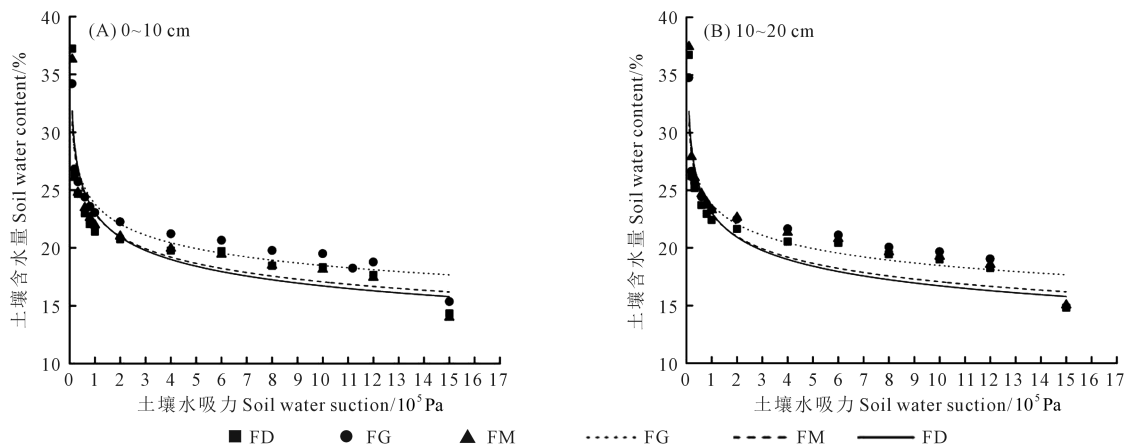 (A) 0~10 cm
土壤含水量 Soil water content/%
40
35
30
25
20
15
10
0 1 2 3 4 5 6 7 8 9 10 11 12 13 14 15 16 17
土壤水吸力 Soil water suction/10⁵Pa
(B) 10~20 cm
土壤含水量 Soil water content/%
40
35
30
25
20
15
10
0 1 2 3 4 5 6 7 8 9 10 11 12 13 14 15 16 17
土壤水吸力 Soil water suction/10⁵Pa
FD FG FM FG FM FD